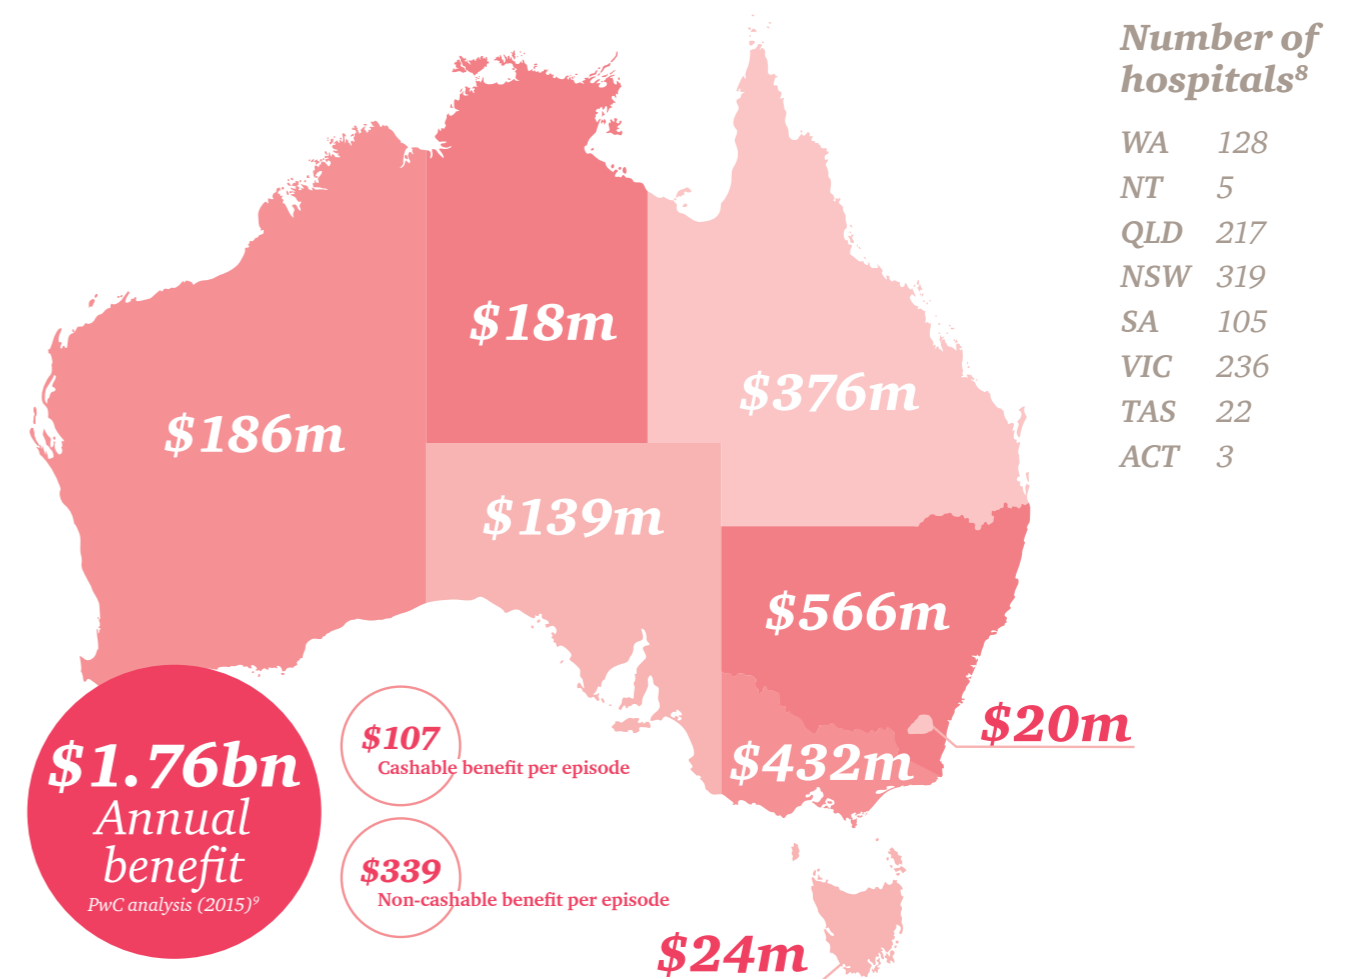 Number of
hospitals⁸
WA 128
NT 5
QLD 217
NSW 319
SA 105
VIC 236
TAS 22
ACT 3
$18m
$376m
$186m
$139m
$566m
$20m
$432m
$24m
$1.76bn
Annual
benefit
PwC analysis (2015)⁹
$107
Cashable benefit per episode
$339
Non-cashable benefit per episode